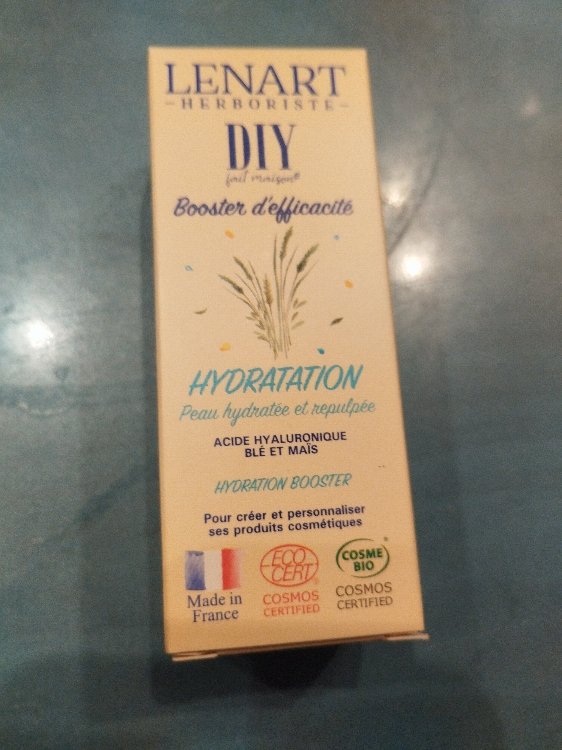 LENART
-HERBORISTE-
DIY
fait maison®
Booster d'efficacité
HYDRATATION
Peau hydratée et repulpée
ACIDE HYALURONIQUE
BLÉ ET MAÏS
HYDRATION BOOSTER
Pour créer et personnaliser
ses produits cosmétiques
Made in
France
ECO
CERT®
COSMOS
CERTIFIED
COSME
BIO
COSMOS
CERTIFIED